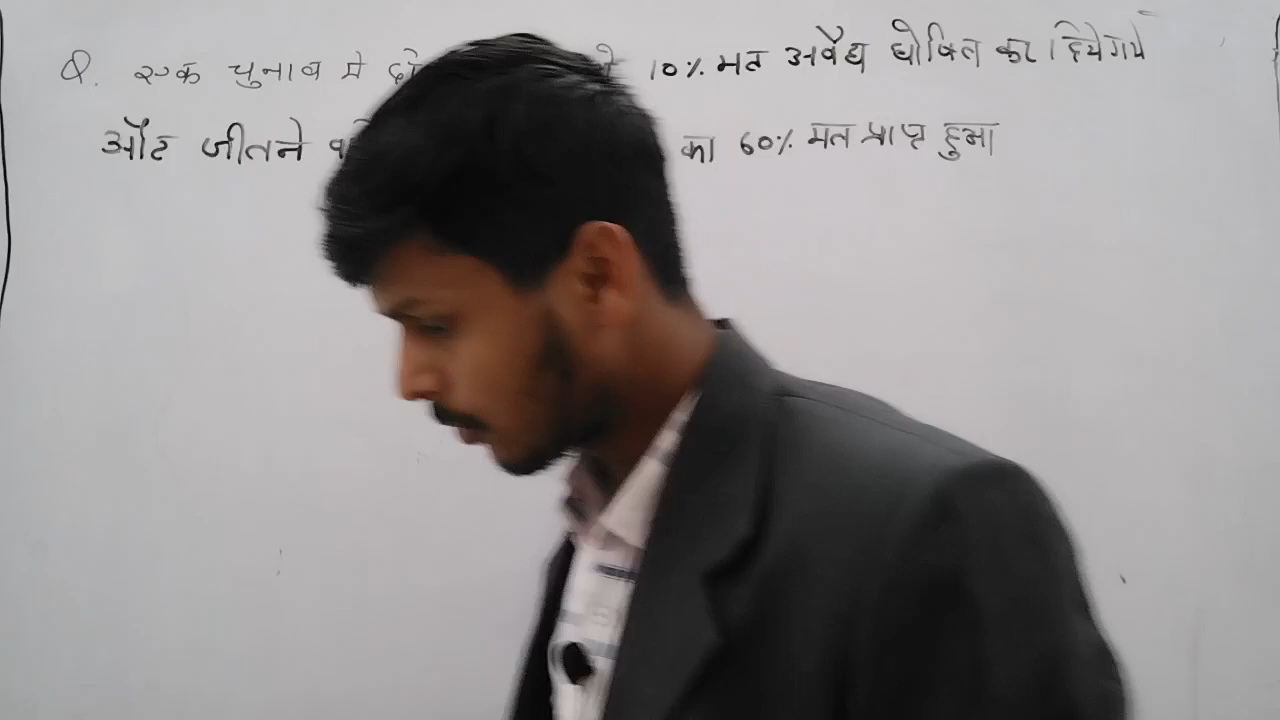 Q. एक चुनाव मे 10% मत अवैध घोषित कर दिये गये
और जीतने का 60% मत प्राप्त हुआ